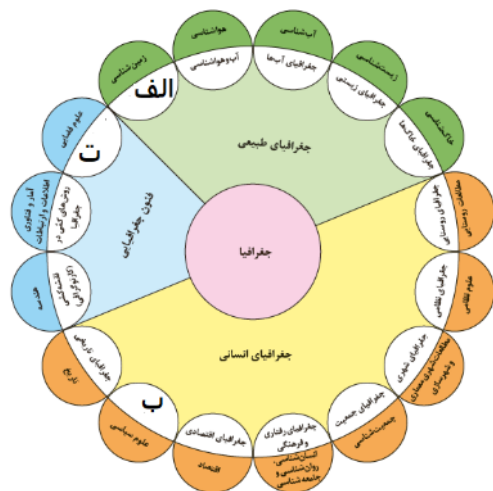 هواشناسی
آب‌شناسی
زیست‌شناسی
خاک‌شناسی
زمین‌شناسی
علوم فضایی
آمار و فناوری
اطلاعات و ارتباطات
هندسه
تاریخ
علوم سیاسی
اقتصاد
انسان‌شناسی،
روان‌شناسی و
جامعه‌شناسی
جمعیت‌شناسی
مطالعات شهری معماری
و شهرسازی
علوم نظامی
مطالعات روستایی
الف
آب‌وهواشناسی
جغرافیای آب‌ها
جغرافیای زیستی
جغرافیای خاک‌ها
جغرافیای روستایی
جغرافیای نظامی
جغرافیای شهری
جغرافیای جمعیت
جغرافیای رفتاری
و فرهنگی
جغرافیای اقتصادی
ب
جغرافیای تاریخی
نقشه‌کشی
(کارتوگرافی)
روش‌های کمّی در
جغرافیا
ت
جغرافیای طبیعی
فنون جغرافیایی
جغرافیا
جغرافیای انسانی